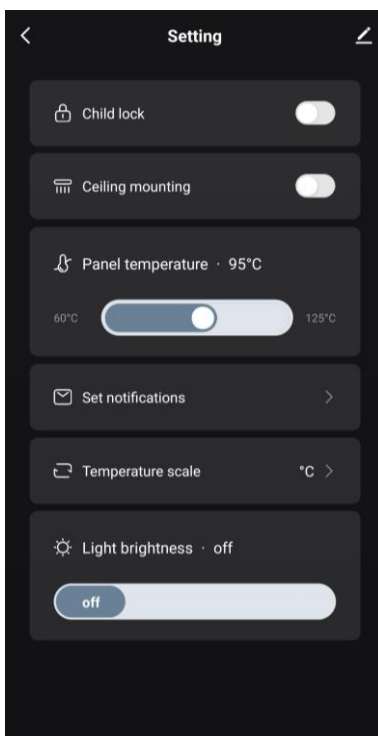 Setting
Child lock
Ceiling mounting
Panel temperature · 95°C
60°C 125°C
Set notifications
Temperature scale °C
Light brightness · off
off